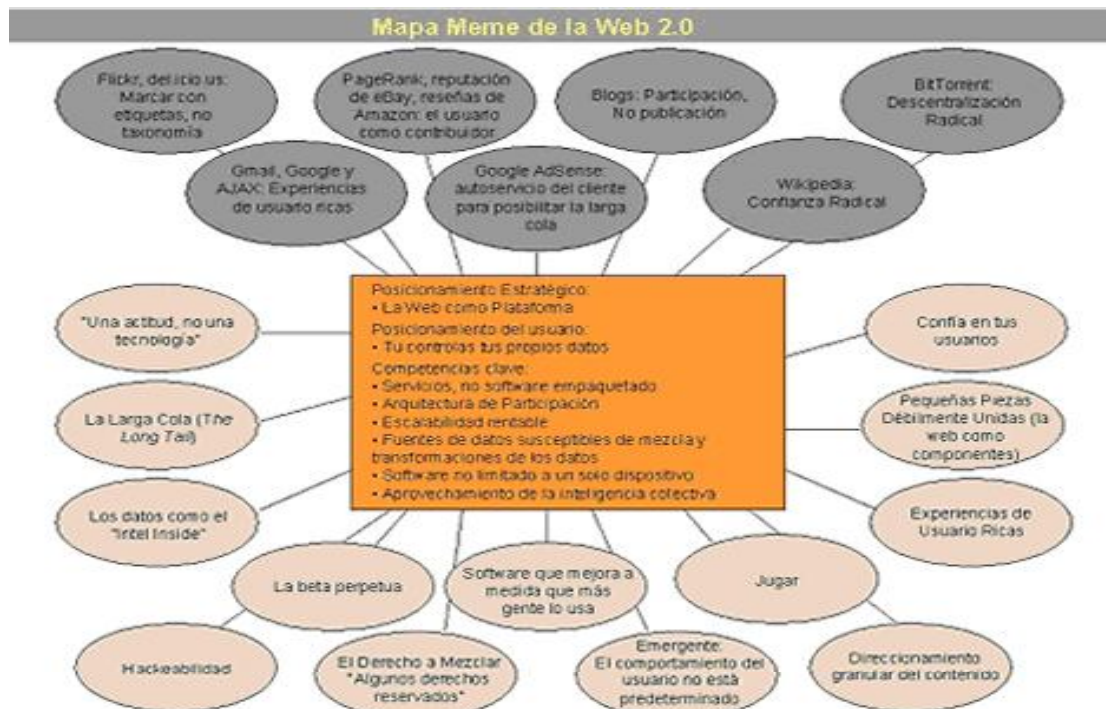 Mapa Meme de la Web 2.0
Flickr, del.icio.us:
Marcar con
etiquetas, no
taxonomía
PageRank, reputación
de eBay, reseñas de
Amazon: el usuario
como contribuidor
Blogs: Participación,
No publicación
BitTorrent:
Descentralización
Radical
Gmail, Google y
AJAX: Experiencias
de usuario ricas
Google AdSense:
autoservicio del cliente
para posibilitar la larga
cola
Wikipedia:
Confianza Radical
Posicionamiento Estratégico:
• La Web como Plataforma
Posicionamiento del usuario:
• Tu controlas tus propios datos
Competencias clave:
• Servicios, no software empaquetado
• Arquitectura de Participación
• Escalabilidad rentable
• Fuentes de datos susceptibles de mezcla y
transformaciones de los datos
• Software no limitado a un solo dispositivo
• Aprovechamiento de la inteligencia colectiva
"Una actitud, no una
tecnología"
La Larga Cola (The
Long Tail)
Los datos como el
"Intel Inside"
Confía en tus
usuarios
Pequeñas Piezas
Débilmente Unidas (la
web como
componentes)
Experiencias de
Usuario Ricas
La beta perpetua
Software que mejora a
medida que más
gente lo usa
Jugar
Hackeabilidad
El Derecho a Mezclar
"Algunos derechos
reservados"
Emergente:
El comportamiento del
usuario no está
predeterminado
Direccionamiento
granular del contenido